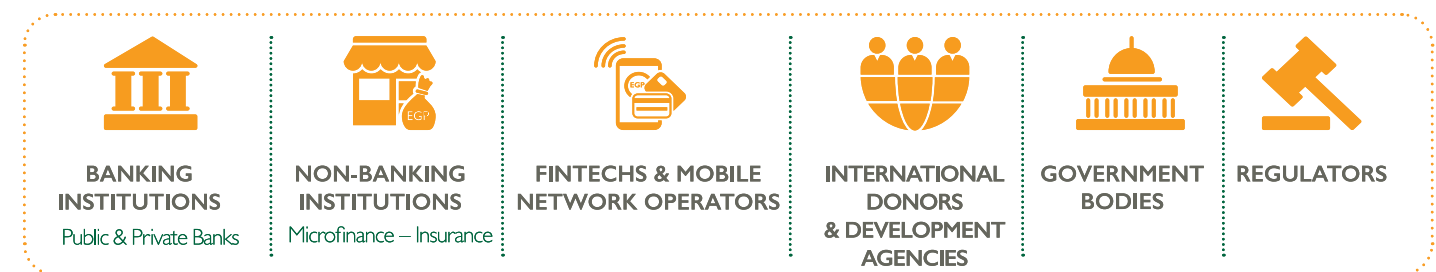 EGP
EGP
BANKING
INSTITUTIONS
Public & Private Banks
NON-BANKING
INSTITUTIONS
Microfinance – Insurance
FINTECHS & MOBILE
NETWORK OPERATORS
INTERNATIONAL
DONORS
& DEVELOPMENT
AGENCIES
GOVERNMENT
BODIES
REGULATORS